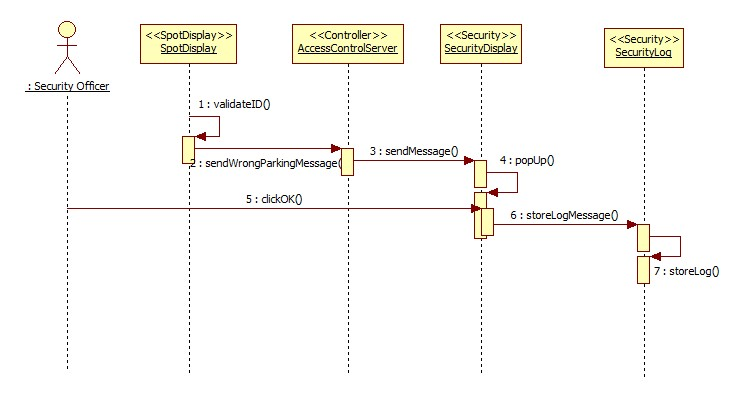 <<SpotDisplay>>
SpotDisplay
<<Controller>>
AccessControlServer
<<Security>>
SecurityDisplay
<<Security>>
SecurityLog
: Security Officer
1 : validateID()
2 : sendWrongParkingMessage()
3 : sendMessage()
4 : popUp()
5 : clickOK()
6 : storeLogMessage()
7 : storeLog()